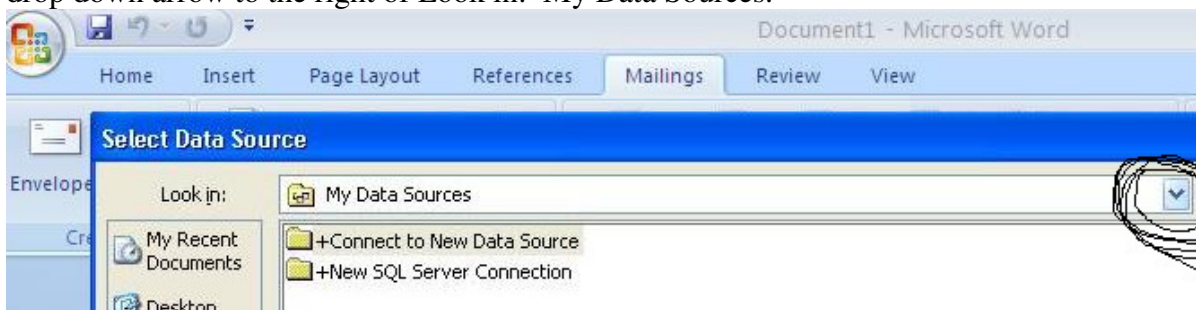 drop down arrow to the right of Look in: My Data Sources.
Document1 - Microsoft Word
Home Insert Page Layout References Mailings Review View
Select Data Source
Envelope
Look in: My Data Sources
Cre
My Recent
Documents
+Connect to New Data Source
+New SQL Server Connection
Desktop